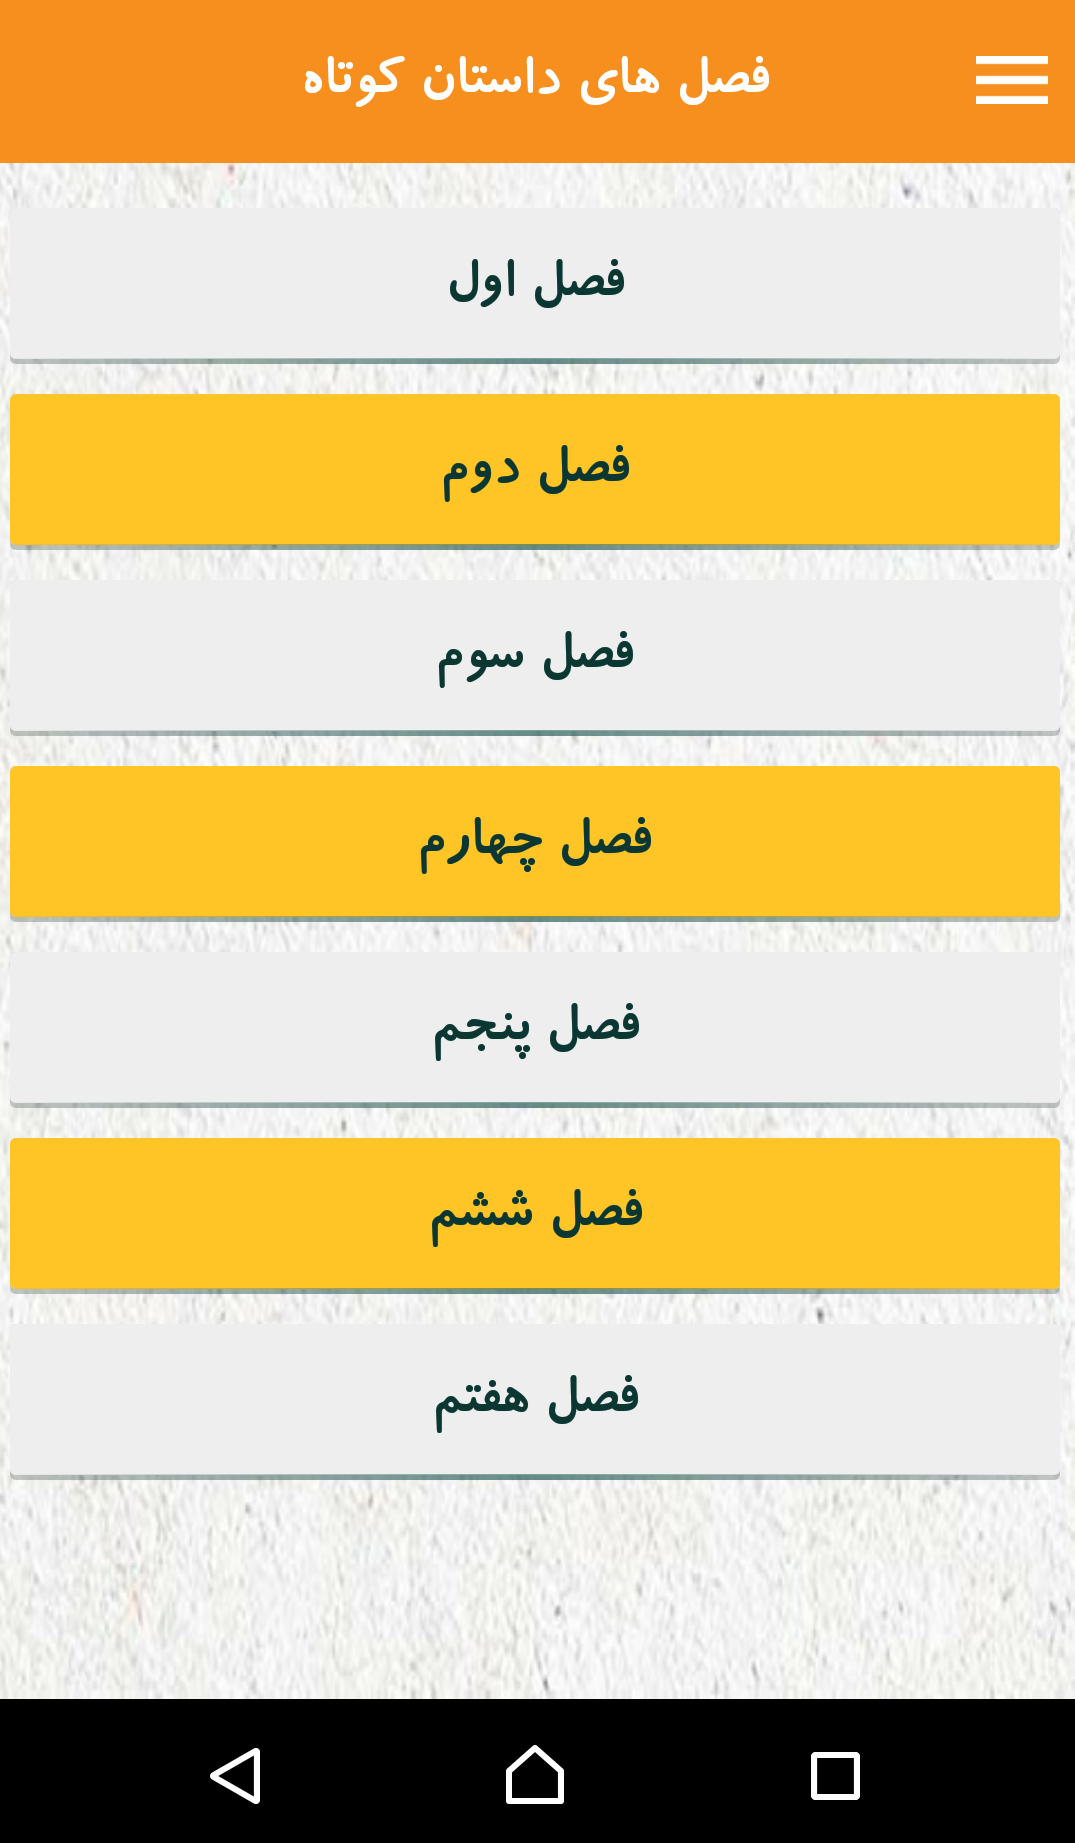 فصل های داستان کوتاه
فصل اول
فصل دوم
فصل سوم
فصل چهارم
فصل پنجم
فصل ششم
فصل هفتم